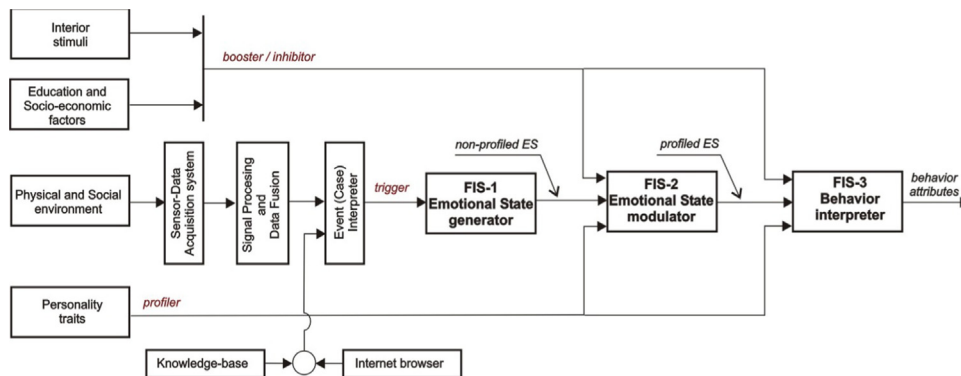 Interior
stimuli
booster / inhibitor
Education and
Socio-economic
factors
Physical and Social
environment
Sensor-Data
Acquisition system
Signal Procesing
and
Data Fusion
Event (Case)
Interpreter
trigger
FIS-1
Emotional State
generator
non-profiled ES
FIS-2
Emotional State
modulator
profiled ES
FIS-3
Behavior
interpreter
behavior
attributes
Personality
traits
profiler
Knowledge-base
Internet browser